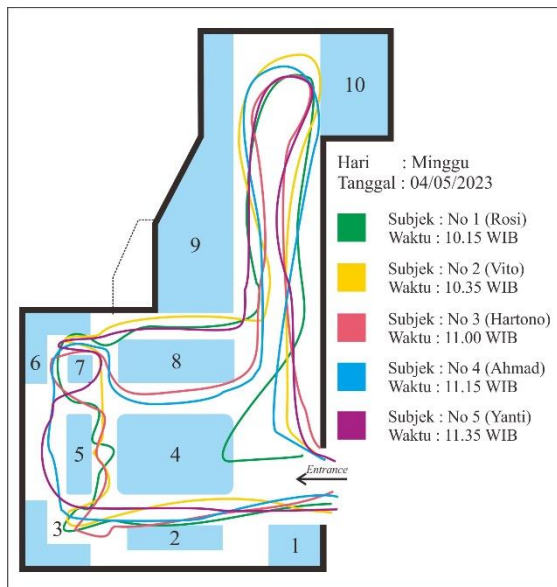 10
Hari : Minggu
Tanggal : 04/05/2023
Subjek : No 1 (Rosi)
Waktu : 10.15 WIB
Subjek : No 2 (Vito)
Waktu : 10.35 WIB
Subjek : No 3 (Hartono)
Waktu : 11.00 WIB
Subjek : No 4 (Ahmad)
Waktu : 11.15 WIB
Subjek : No 5 (Yanti)
Waktu : 11.35 WIB
9
6
7
8
5
4
Entrance
3
2
1